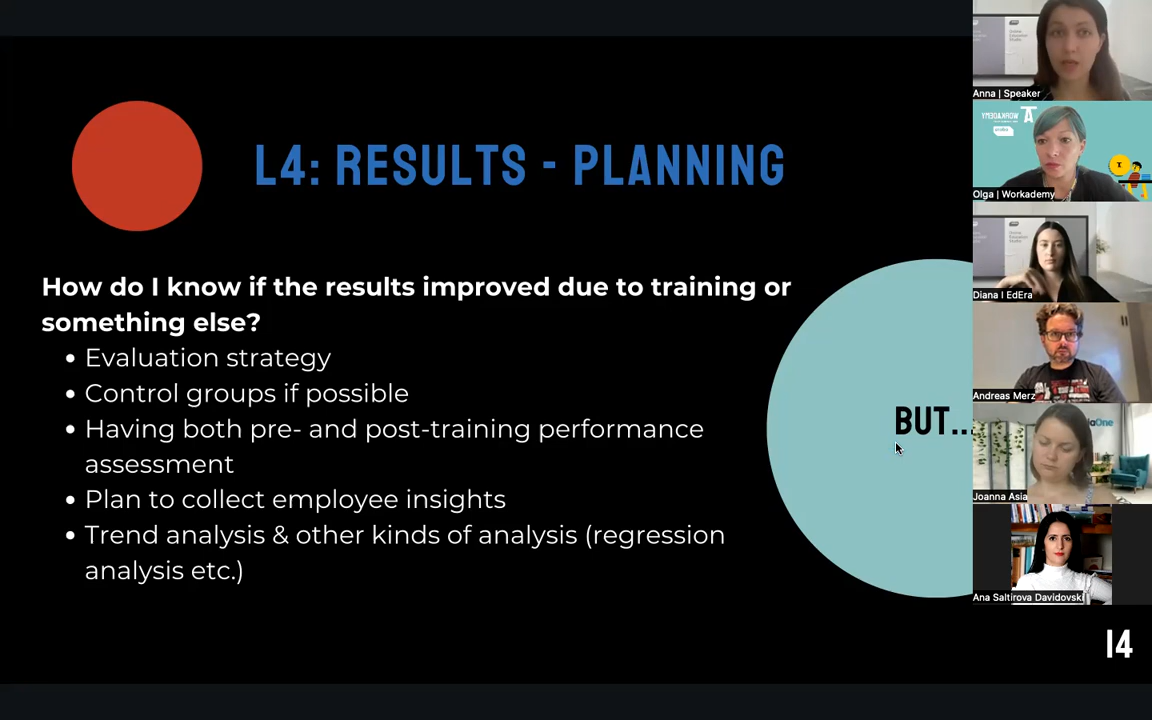 L4: RESULTS - PLANNING
How do I know if the results improved due to training or
something else?
• Evaluation strategy
• Control groups if possible
• Having both pre- and post-training performance
assessment
• Plan to collect employee insights
• Trend analysis & other kinds of analysis (regression
analysis etc.)
BUT...
14
Anna | Speaker
Olga | Workademy
Diana I EdEra
Andreas Merz
Joanna Asia
Ana Saltirova Davidovski